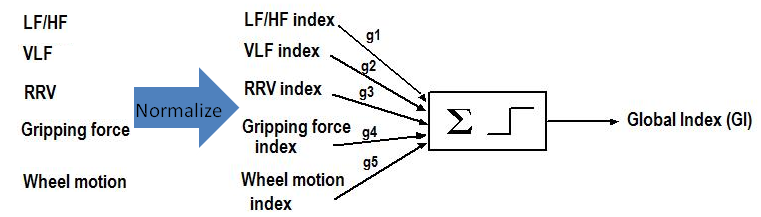 LF/HF
VLF
RRV
Gripping force
Wheel motion
Normalize
LF/HF index
VLF index
RRV index
Gripping force
index
Wheel motion
index
g1
g2
g3
g4
g5
Σ
Global Index (GI)